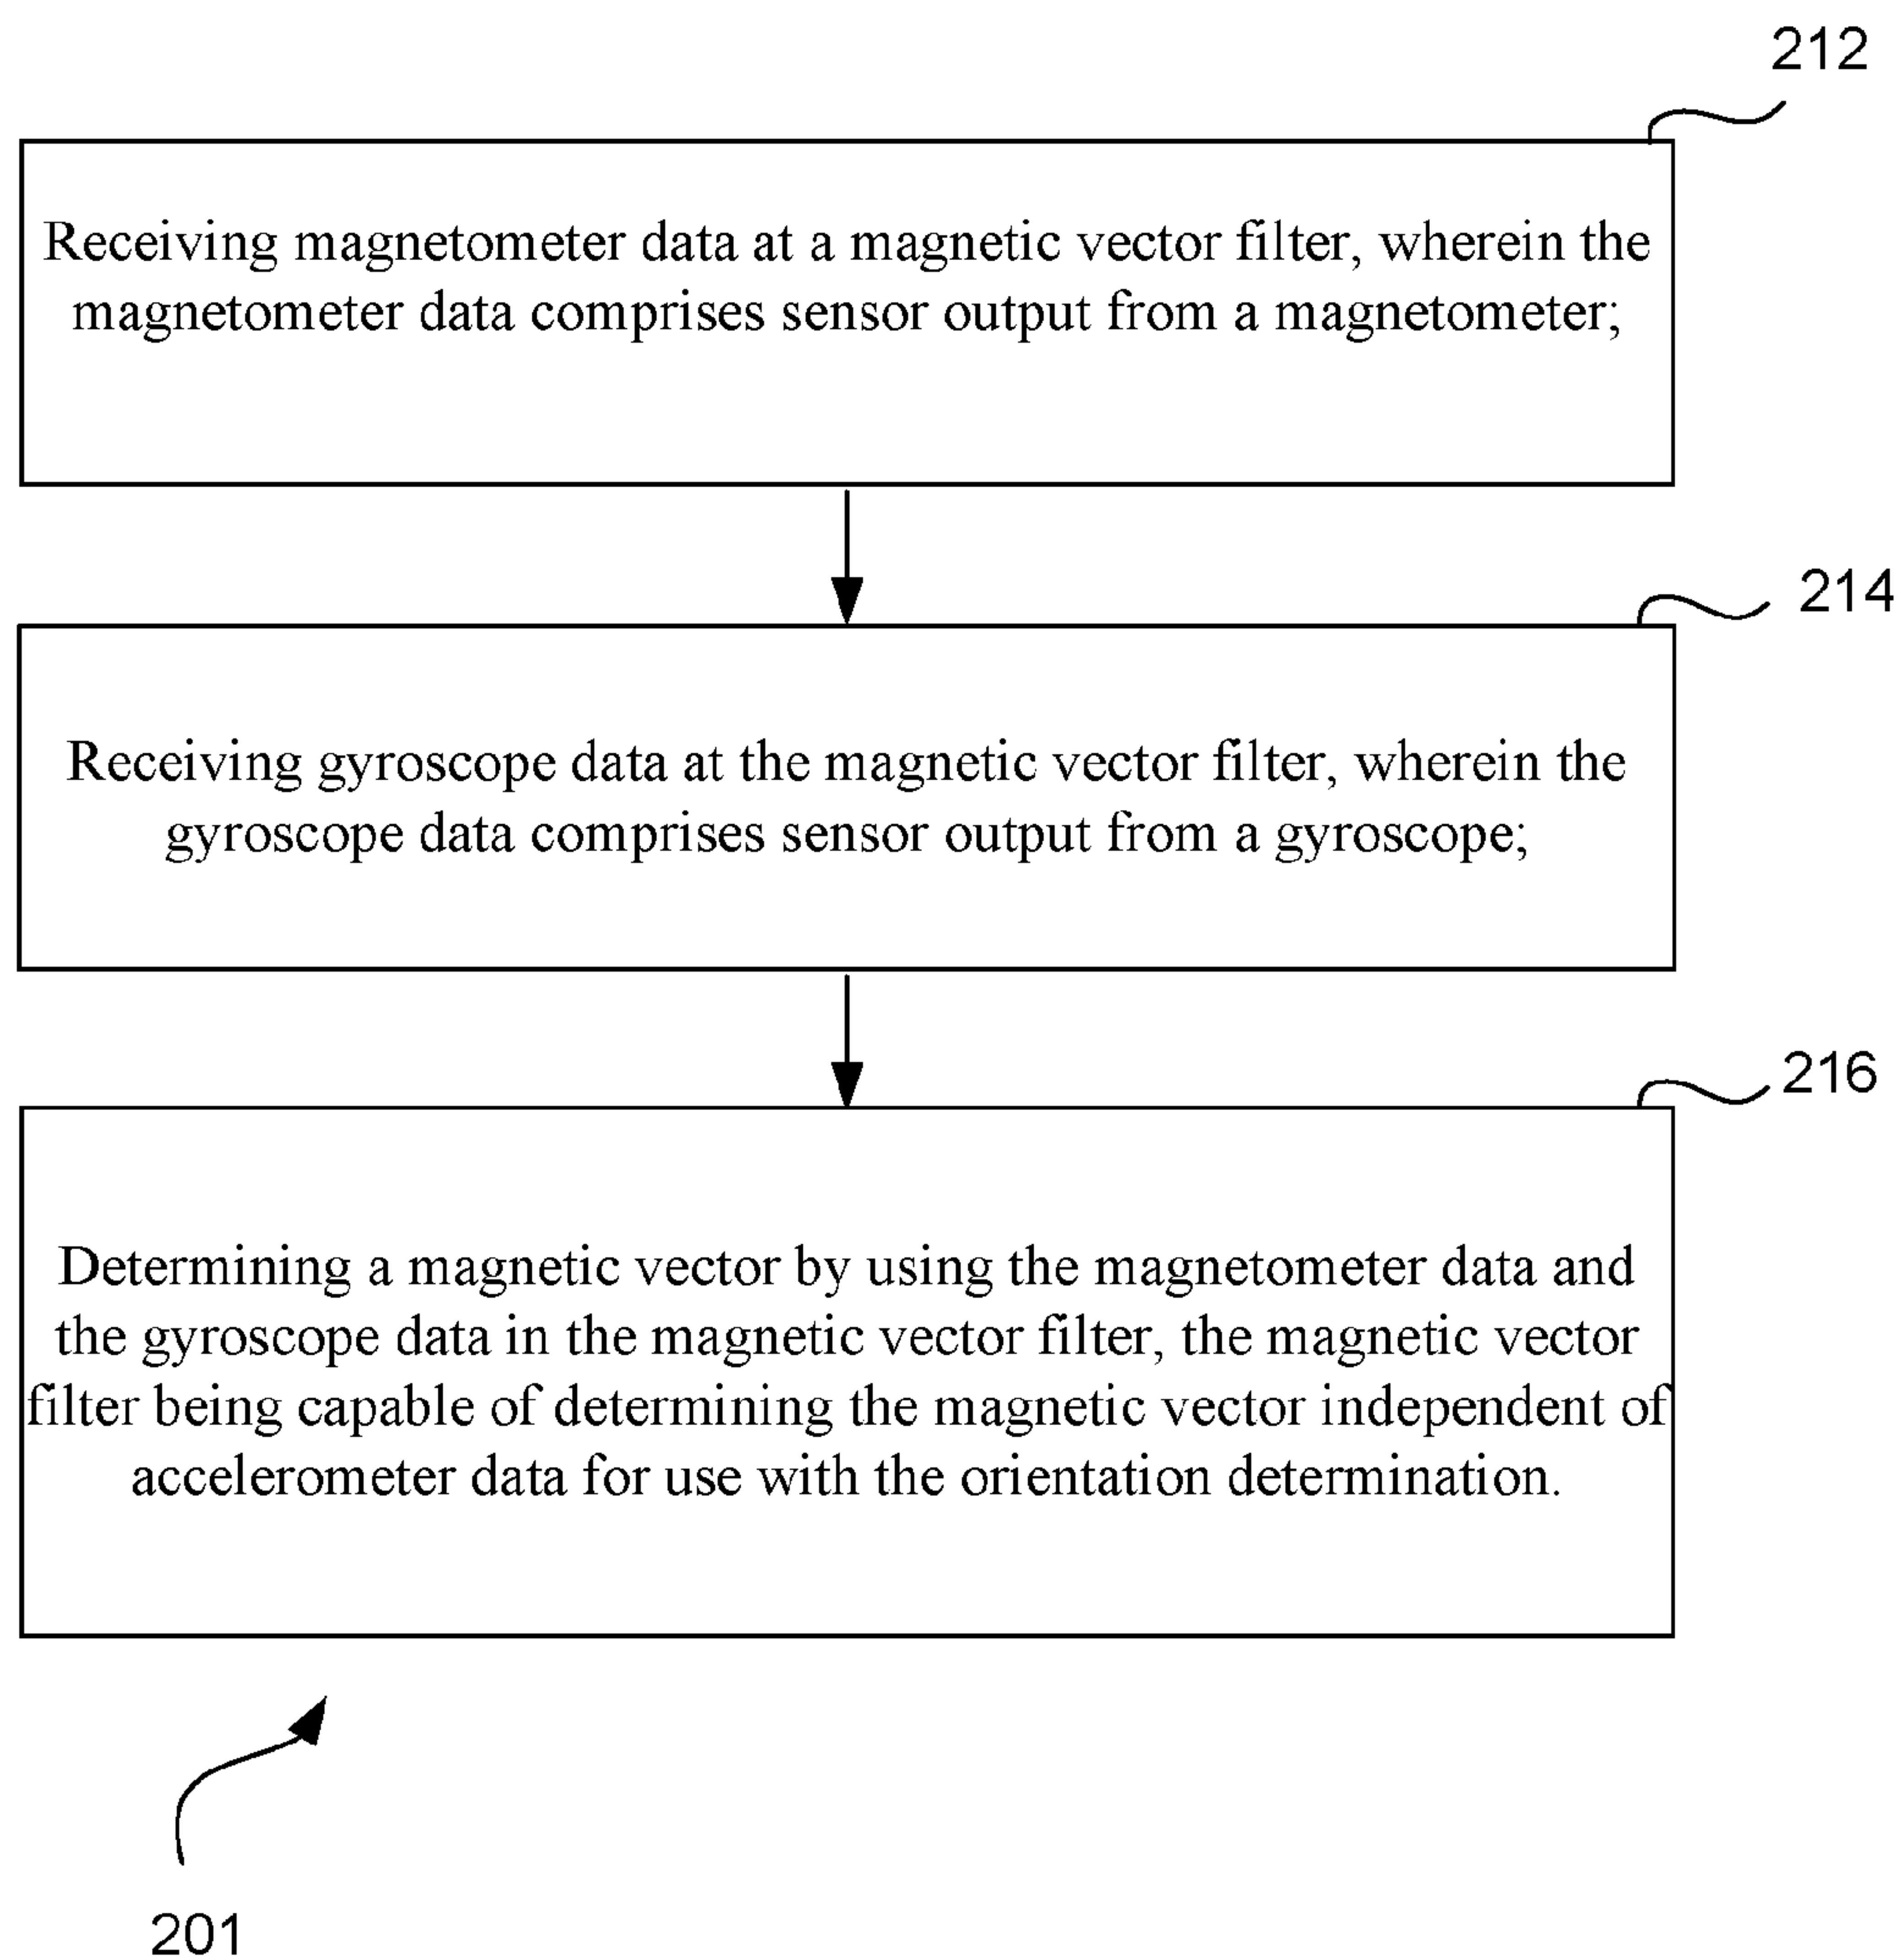 212
Receiving magnetometer data at a magnetic vector filter, wherein the
magnetometer data comprises sensor output from a magnetometer;
214
Receiving gyroscope data at the magnetic vector filter, wherein the
gyroscope data comprises sensor output from a gyroscope;
216
Determining a magnetic vector by using the magnetometer data and
the gyroscope data in the magnetic vector filter, the magnetic vector
filter being capable of determining the magnetic vector independent of
accelerometer data for use with the orientation determination.
201